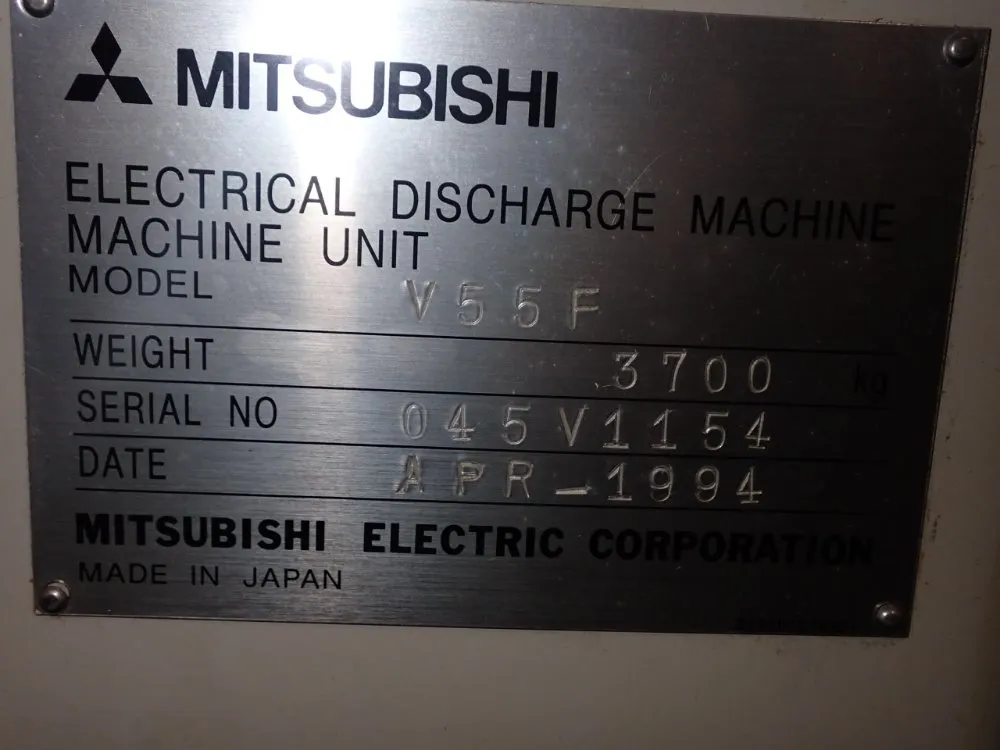 MITSUBISHI
ELECTRICAL DISCHARGE MACHINE
MACHINE UNIT
MODEL V55F
WEIGHT 3700 kg
SERIAL NO 045V1154
DATE APR-1994
MITSUBISHI ELECTRIC CORPORATION
MADE IN JAPAN